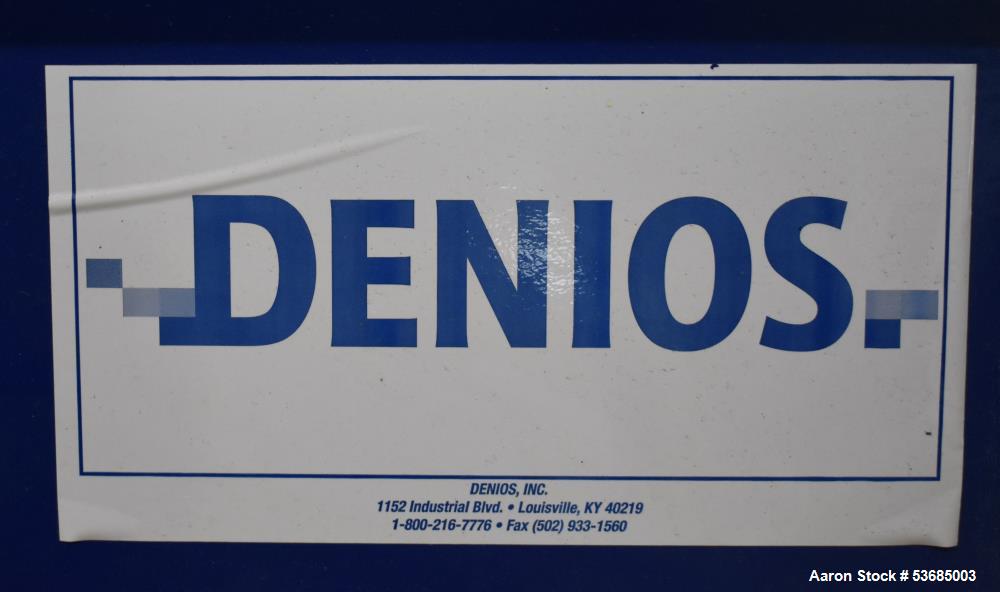 DENIOS
DENIOS, INC.
1152 Industrial Blvd. • Louisville, KY 40219
1-800-216-7776 • Fax (502) 933-1560
Aaron Stock # 53685003